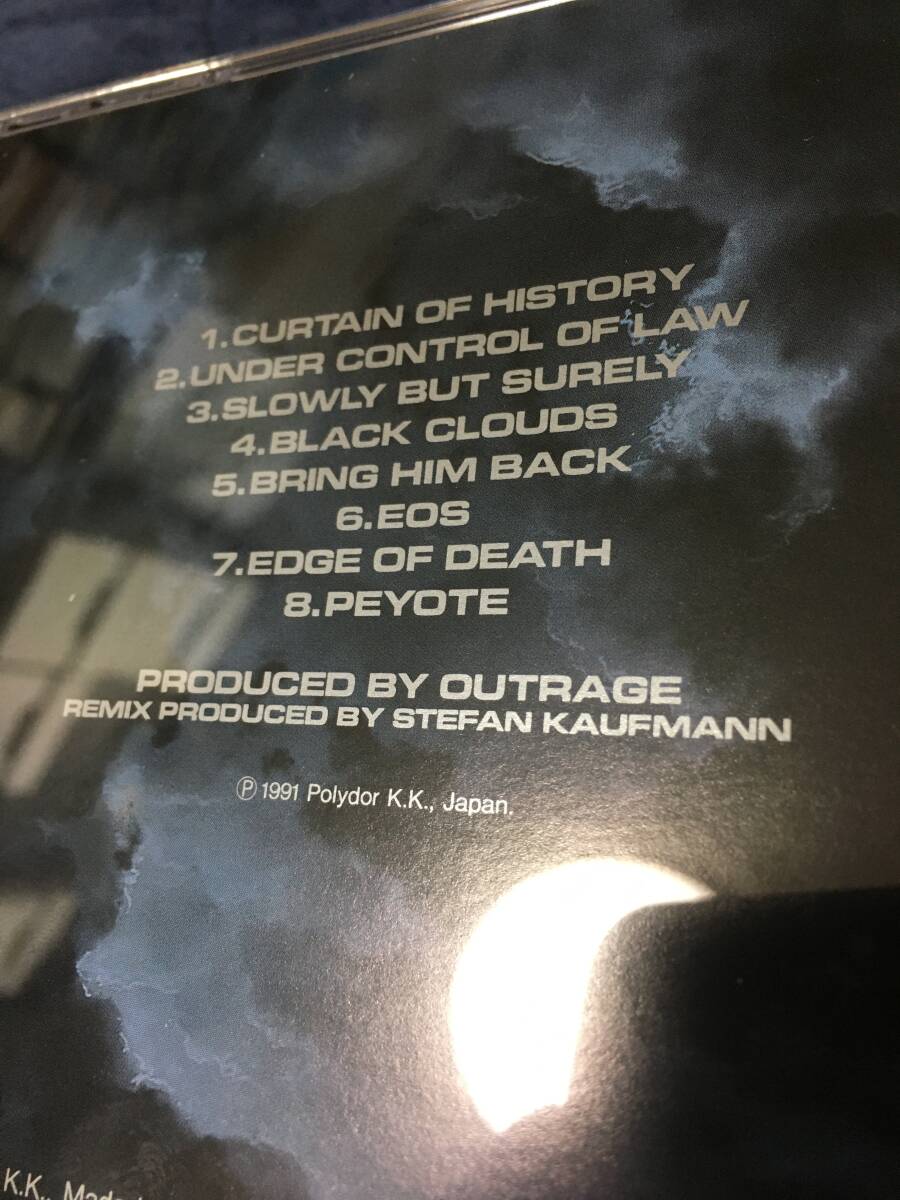 1.CURTAIN OF HISTORY
2.UNDER CONTROL OF LAW
3.SLOWLY BUT SURELY
4.BLACK CLOUDS
5.BRING HIM BACK
6.EOS
7.EDGE OF DEATH
8.PEYOTE
PRODUCED BY OUTRAGE
REMIX PRODUCED BY STEFAN KAUFMANN
Ⓟ 1991 Polydor K.K., Japan.
K.K.,